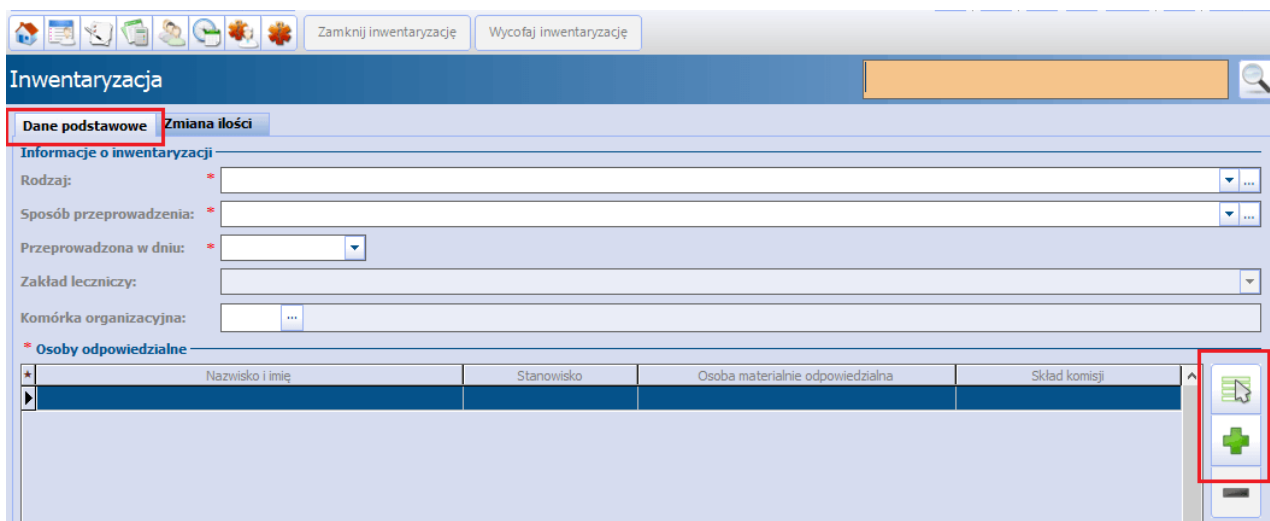 Zamknij inwentaryzację Wycofaj inwentaryzację
Inwentaryzacja
Dane podstawowe Zmiana ilości
Informacje o inwentaryzacji
Rodzaj: * ...
Sposób przeprowadzenia: * ...
Przeprowadzona w dniu: *
Zakład leczniczy:
Komórka organizacyjna: ...
* Osoby odpowiedzialne
* Nazwisko i imię Stanowisko Osoba materialnie odpowiedzialna Skład komisji